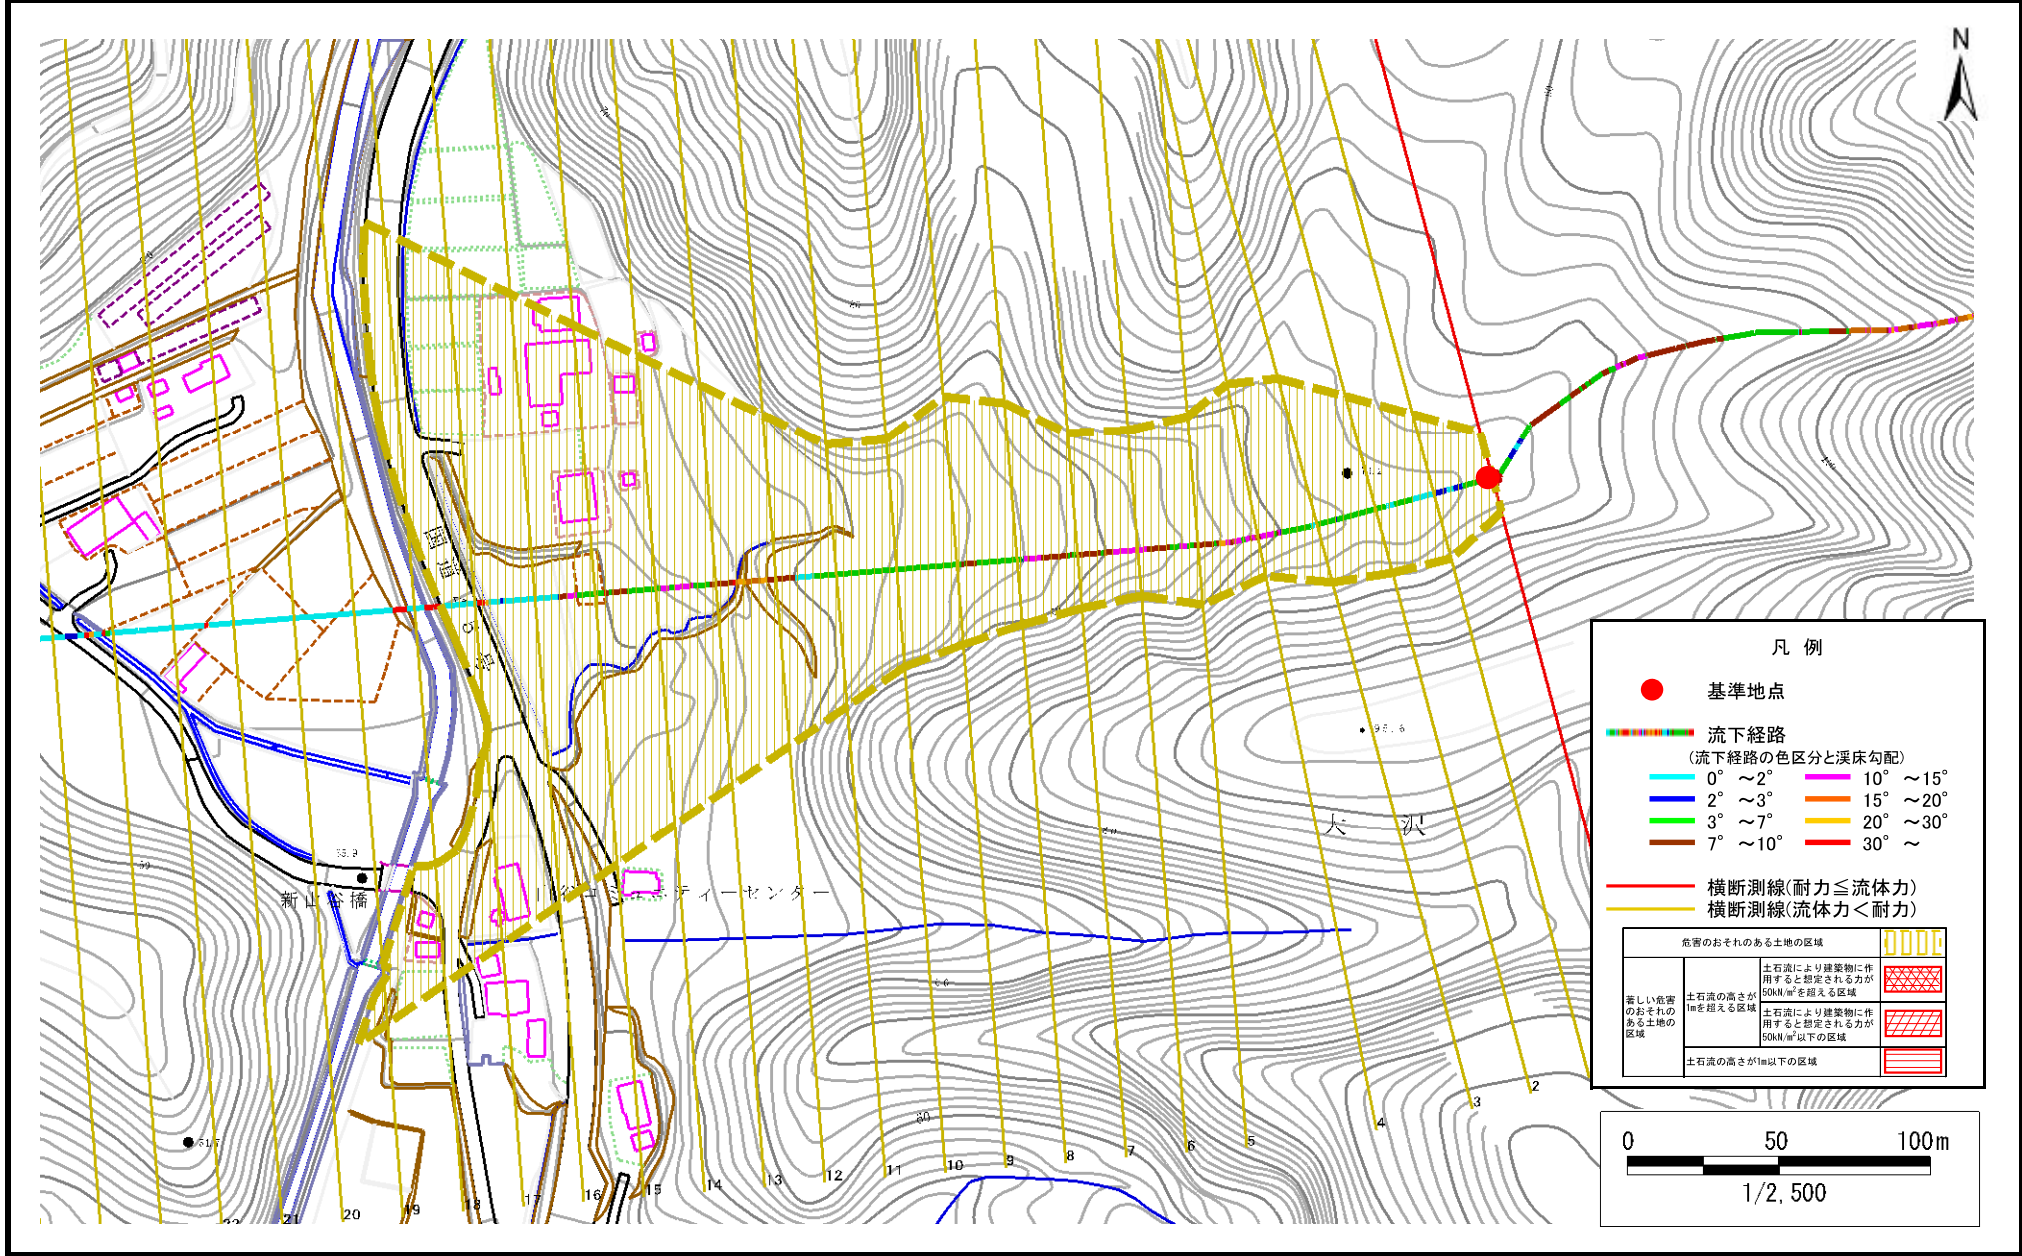 N
国道45号
新山谷橋
大沢
95.6
71.2
60
2
3
4
5
6
7
8
9
10
11
12
13
14
15
16
17
18
19
20
21
22
凡 例
基準地点
流下経路
(流下経路の色区分と渓床勾配)
0° ～2° 10° ～15°
2° ～3° 15° ～20°
3° ～7° 20° ～30°
7° ～10° 30° ～
横断測線(耐力≦流体力)
横断測線(流体力＜耐力)
危害のおそれのある土地の区域
著しい危害
のおそれの
ある土地の
区域
土石流の高さが
1mを超える区域
土石流により建築物に作
用すると想定される力が
50kN/m²を超える区域
土石流により建築物に作
用すると想定される力が
50kN/m²以下の区域
土石流の高さが1m以下の区域
0 50 100m
1/2,500